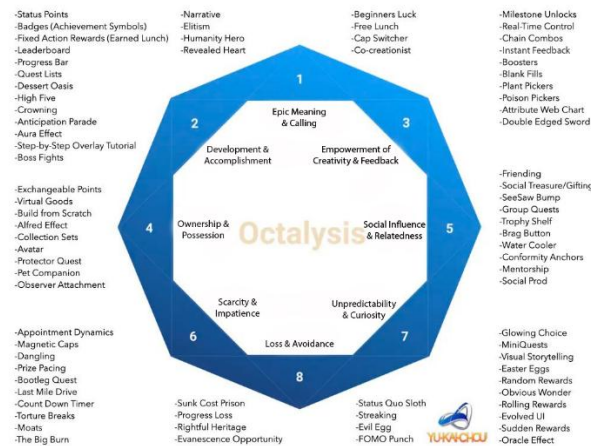 -Status Points
-Badges (Achievement Symbols)
-Fixed Action Rewards (Earned Lunch)
-Leaderboard
-Progress Bar
-Quest Lists
-Dessert Oasis
-High Five
-Crowning
-Anticipation Parade
-Aura Effect
-Step-by-Step Overlay Tutorial
-Boss Fights
-Narrative
-Elitism
-Humanity Hero
-Revealed Heart
-Beginners Luck
-Free Lunch
-Cap Switcher
-Co-creationist
-Milestone Unlocks
-Real-Time Control
-Chain Combos
-Instant Feedback
-Boosters
-Blank Fills
-Plant Pickers
-Poison Pickers
-Attribute Web Chart
-Double Edged Sword
1
Epic Meaning
& Calling
2
Development &
Accomplishment
3
Empowerment of
Creativity & Feedback
-Exchangeable Points
-Virtual Goods
-Build from Scratch
-Alfred Effect
-Collection Sets
-Avatar
-Protector Quest
-Pet Companion
-Observer Attachment
4
Ownership &
Possession
Octalysis
Social Influence
& Relatedness
5
-Friending
-Social Treasure/Gifting
-SeeSaw Bump
-Group Quests
-Trophy Shelf
-Brag Button
-Water Cooler
-Conformity Anchors
-Mentorship
-Social Prod
Scarcity &
Impatience
6
Unpredictability
& Curiosity
7
Loss & Avoidance
8
-Appointment Dynamics
-Magnetic Caps
-Dangling
-Prize Pacing
-Bootleg Quest
-Last Mile Drive
-Count Down Timer
-Torture Breaks
-Moats
-The Big Burn
-Sunk Cost Prison
-Progress Loss
-Rightful Heritage
-Evanescence Opportunity
-Status Quo Sloth
-Streaking
-Evil Egg
-FOMO Punch
YUKAICHOU
-Glowing Choice
-MiniQuests
-Visual Storytelling
-Easter Eggs
-Random Rewards
-Obvious Wonder
-Rolling Rewards
-Evolved UI
-Sudden Rewards
-Oracle Effect